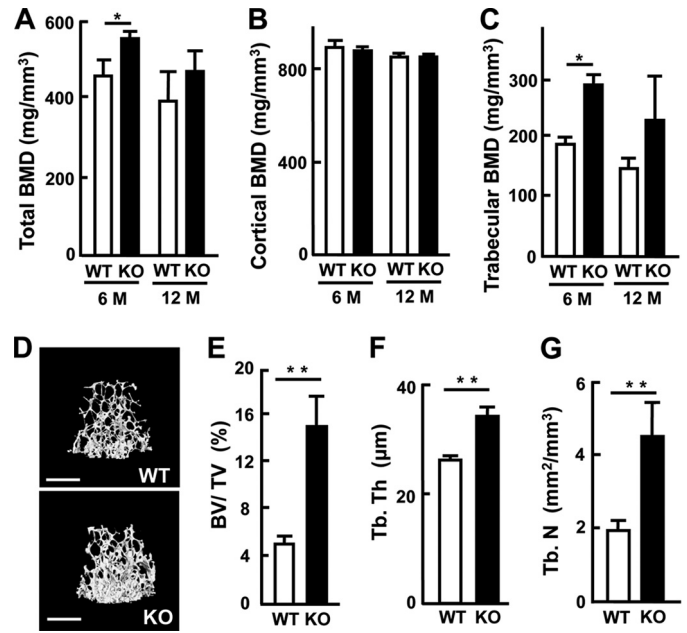 A
Total BMD (mg/mm³)
600
400
200
0
*
WT KO WT KO
6 M 12 M
B
Cortical BMD (mg/mm³)
800
400
0
WT KO WT KO
6 M 12 M
C
Trabecular BMD (mg/mm³)
300
200
100
0
*
WT KO WT KO
6 M 12 M
D
WT
KO
E
BV/ TV (%)
20
16
12
8
4
0
* *
WT KO
F
Tb. Th (μm)
40
20
0
* *
WT KO
G
Tb. N (mm²/mm³)
6
4
2
0
* *
WT KO